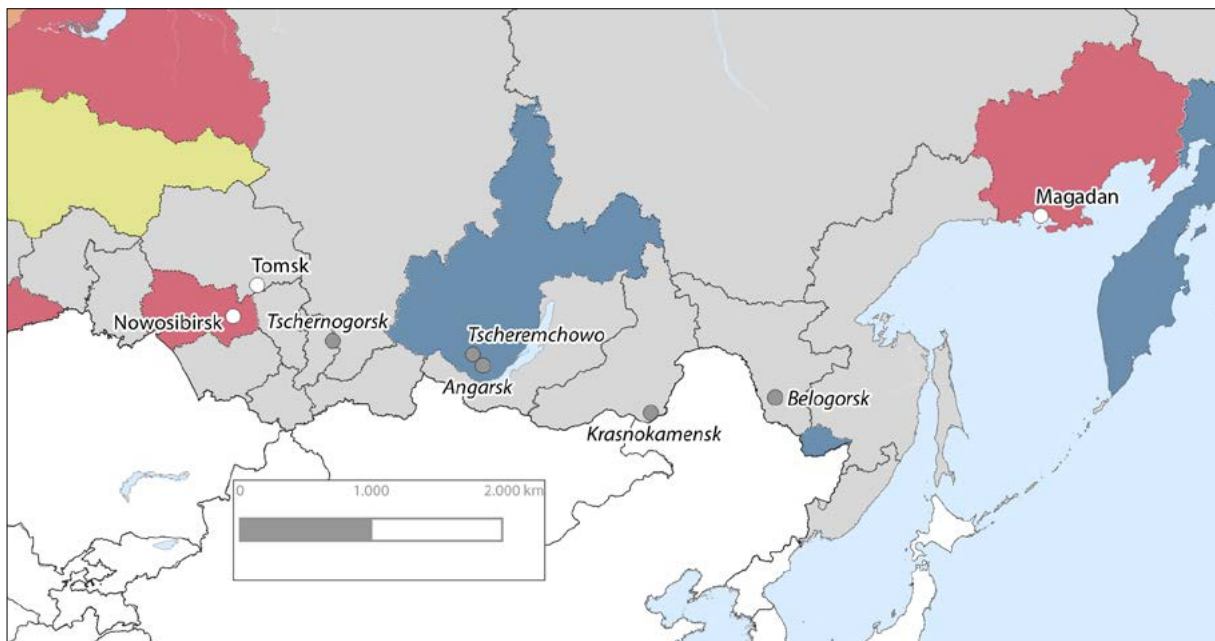 Magadan
Tomsk
Nowosibirsk
Tschernogorsk
Tscheremchowo
Angarsk
Belogorsk
Krasnokamensk
0 1.000 2.000 km